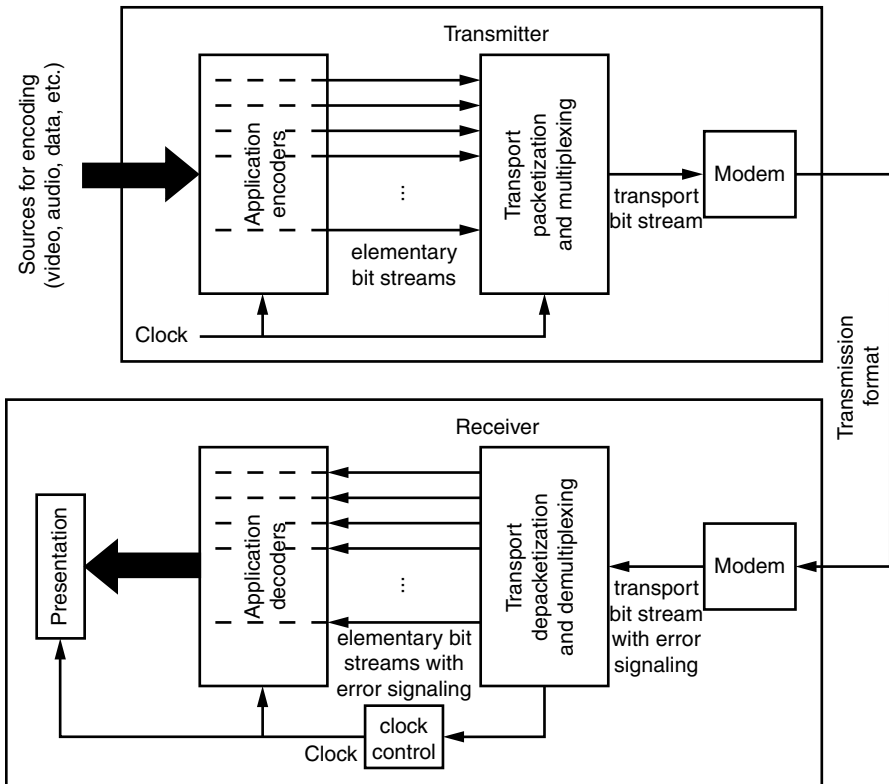 Transmitter
Sources for encoding
(video, audio, data, etc.)
Application
encoders
...
elementary
bit streams
Transport
packetization
and multiplexing
transport
bit stream
Modem
Clock
Transmission
format
Receiver
Presentation
Application
decoders
...
elementary bit
streams with
error signaling
Transport
depacketization
and demultiplexing
transport
bit stream
with error
signaling
Modem
Clock
clock
control